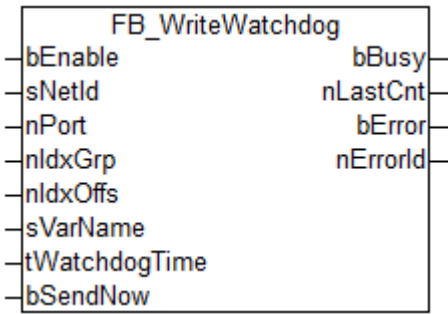 FB_WriteWatchdog
bEnable bBusy
sNetId nLastCnt
nPort bError
nIdxGrp nErrorId
nIdxOffs
sVarName
tWatchdogTime
bSendNow